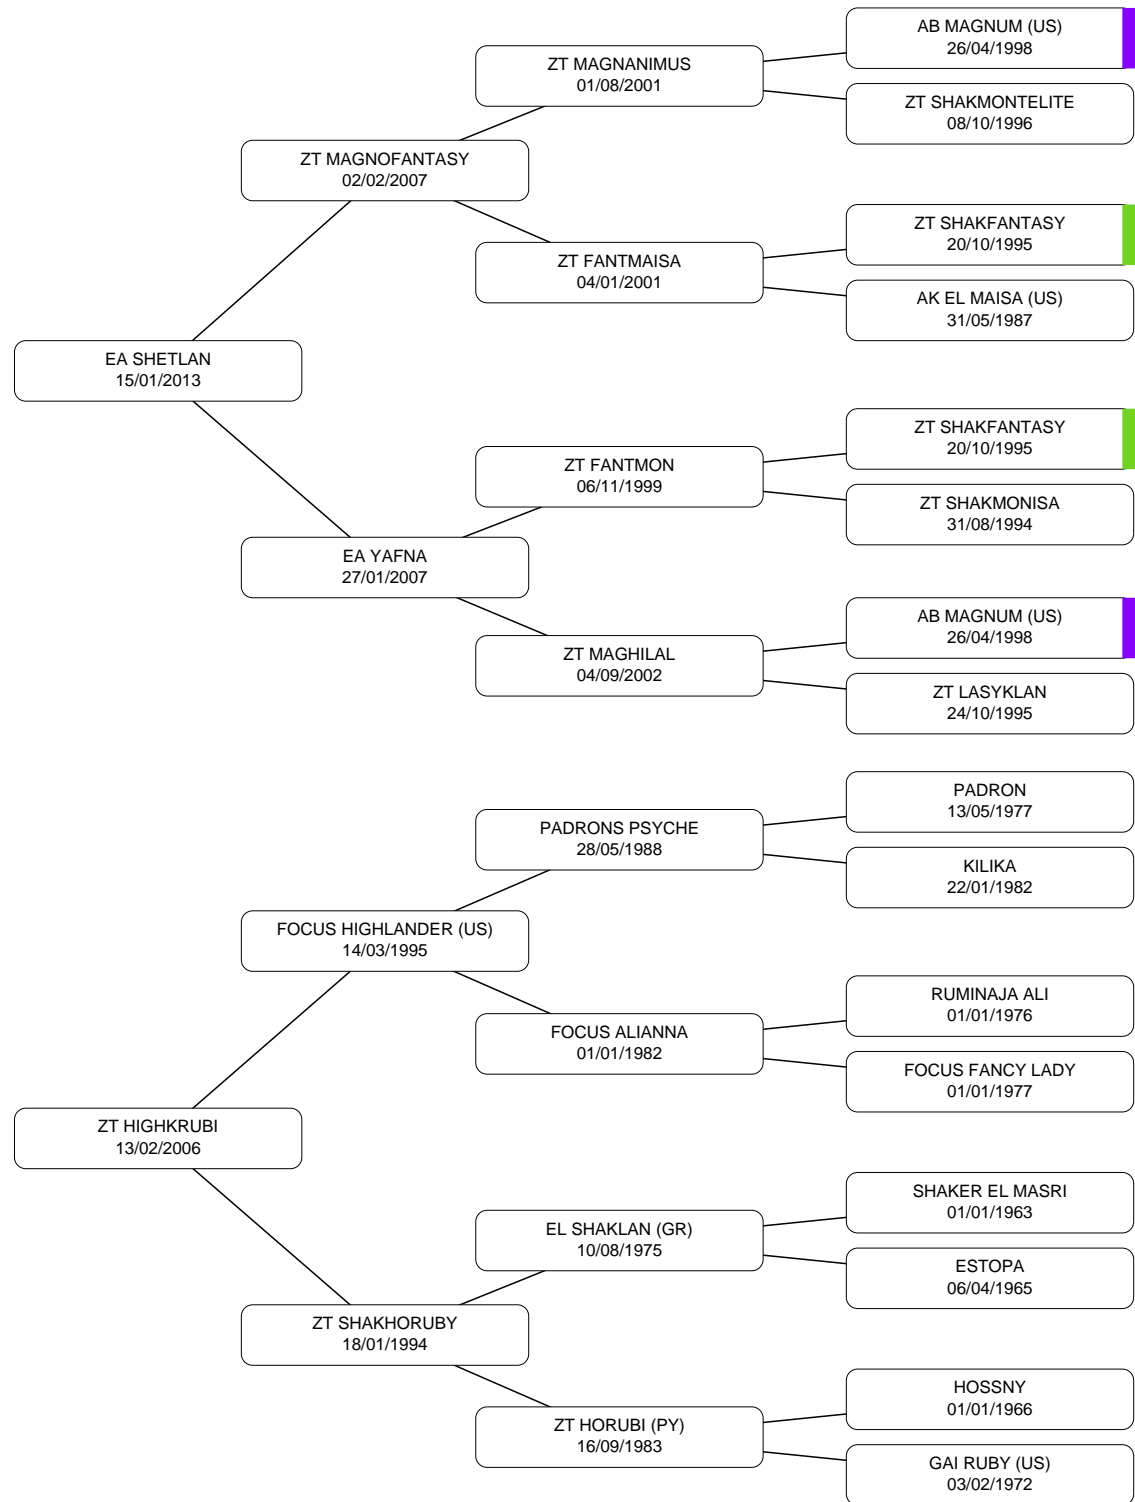 AB MAGNUM (US)
26/04/1998
ZT MAGNANIMUS
01/08/2001
ZT SHAKMONTELITE
08/10/1996
ZT MAGNOFANTASY
02/02/2007
ZT SHAKFANTASY
20/10/1995
ZT FANTMAISA
04/01/2001
AK EL MAISA (US)
31/05/1987
EA SHETLAN
15/01/2013
ZT SHAKFANTASY
20/10/1995
ZT FANTMON
06/11/1999
ZT SHAKMONISA
31/08/1994
EA YAFNA
27/01/2007
AB MAGNUM (US)
26/04/1998
ZT MAGHILAL
04/09/2002
ZT LASYKLAN
24/10/1995
PADRON
13/05/1977
PADRONS PSYCHE
28/05/1988
KILIKA
22/01/1982
FOCUS HIGHLANDER (US)
14/03/1995
RUMINAJA ALI
01/01/1976
FOCUS ALIANNA
01/01/1982
FOCUS FANCY LADY
01/01/1977
ZT HIGHKRUBI
13/02/2006
SHAKER EL MASRI
01/01/1963
EL SHAKLAN (GR)
10/08/1975
ESTOPA
06/04/1965
ZT SHAKHORUBY
18/01/1994
HOSSNY
01/01/1966
ZT HORUBI (PY)
16/09/1983
GAI RUBY (US)
03/02/1972